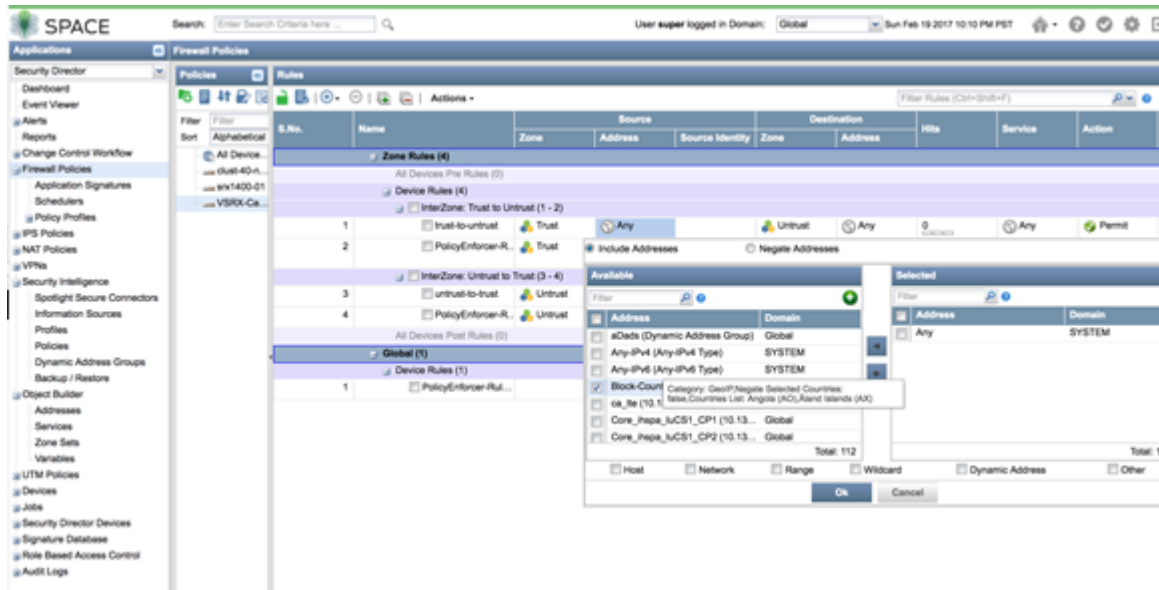 SPACE
Search: Enter Search Criteria here ...
User super logged in Domain: Global Sun Feb 19 2017 10:10 PM PST
Applications
Firewall Policies
Security Director
Dashboard
Event Viewer
Alerts
Reports
Change Control Workflow
Firewall Policies
Application Signatures
Schedulers
Policy Profiles
IPS Policies
NAT Policies
VPNs
Security Intelligence
Spotlight Secure Connectors
Information Sources
Profiles
Policies
Dynamic Address Groups
Backup / Restore
Object Builder
Addresses
Services
Zone Sets
Variables
UTM Policies
Devices
Jobs
Security Director Devices
Signature Database
Role Based Access Control
Audit Logs
Policies
Filter Filter
Sort Alphabetical
All Device...
clust-40-n...
srx1400-01
VSRX-Ca...
Rules
Actions
Filter Rules (Ctrl+Shift+F)
S.No. Name Source Destination Hits Service Action
Zone Address Source Identity Zone Address
Zone Rules (4)
All Devices Pre Rules (0)
Device Rules (4)
InterZone: Trust to Untrust (1 - 2)
1 trust-to-untrust Trust Any Untrust Any 0 Any Permit
2 PolicyEnforcer-R... Trust
InterZone: Untrust to Trust (3 - 4)
3 untrust-to-trust Untrust
4 PolicyEnforcer-R... Untrust
All Devices Post Rules (0)
Global (1)
Device Rules (1)
1 PolicyEnforcer-Rul...
Include Addresses Negate Addresses
Available
Filter
Address Domain
aDads (Dynamic Address Group) Global
Any-IPv4 (Any-IPv4 Type) SYSTEM
Any-IPv6 (Any-IPv6 Type) SYSTEM
Block-Coun
Category: GeoIP,Negate Selected Countries:
false,Countries List: Angola (AO),Åland Islands (AX)
ca_lte (10.1
Core_ihspa_luCS1_CP1 (10.13... Global
Core_ihspa_luCS1_CP2 (10.13... Global
Total: 112
Selected
Filter
Address Domain
Any SYSTEM
Total: 1
Host Network Range Wildcard Dynamic Address Other
Ok Cancel